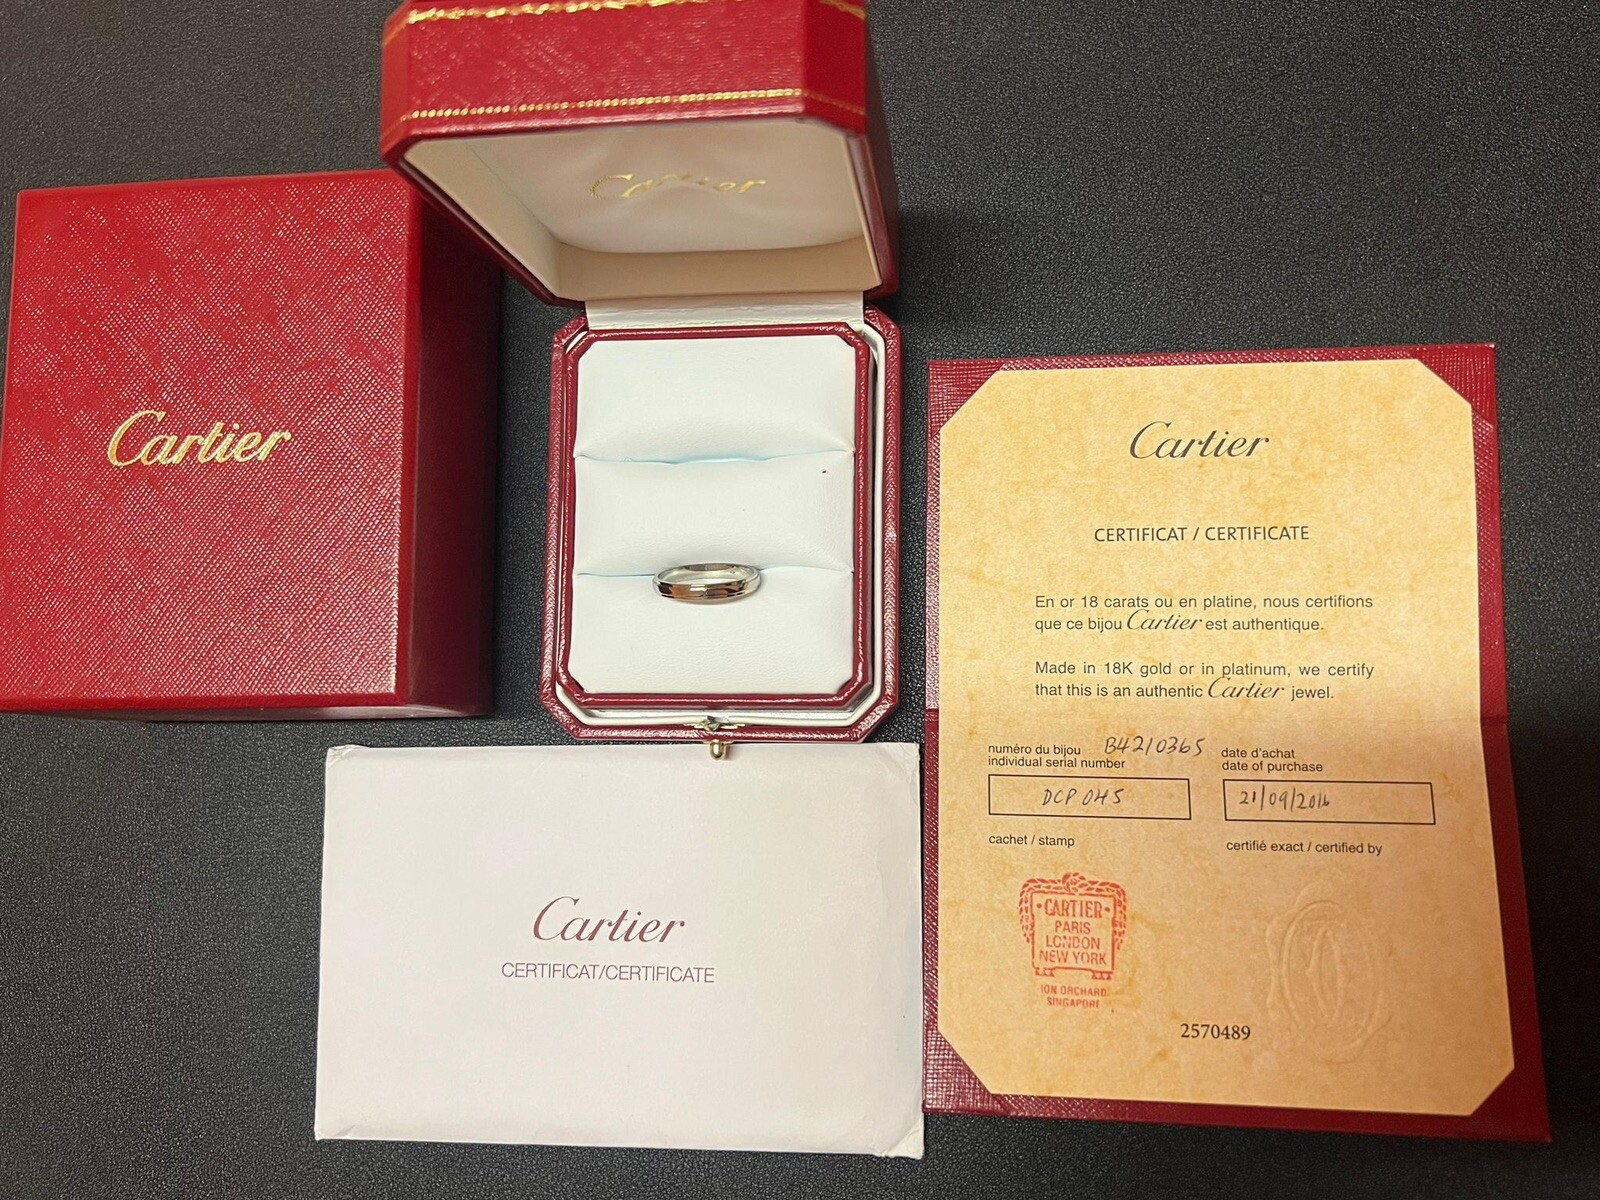 Cartier
Cartier
Cartier
CERTIFICAT/CERTIFICATE
Cartier
CERTIFICAT / CERTIFICATE
En or 18 carats ou en platine, nous certifions
que ce bijou Cartier est authentique.
Made in 18K gold or in platinum, we certify
that this is an authentic Cartier jewel.
numéro du bijou B4210365
individual serial number
DCP 045
date d'achat
date of purchase
21/09/2016
cachet / stamp
certifié exact / certified by
CARTIER
PARIS
LONDON
NEW YORK
ION ORCHARD
SINGAPORE
2570489